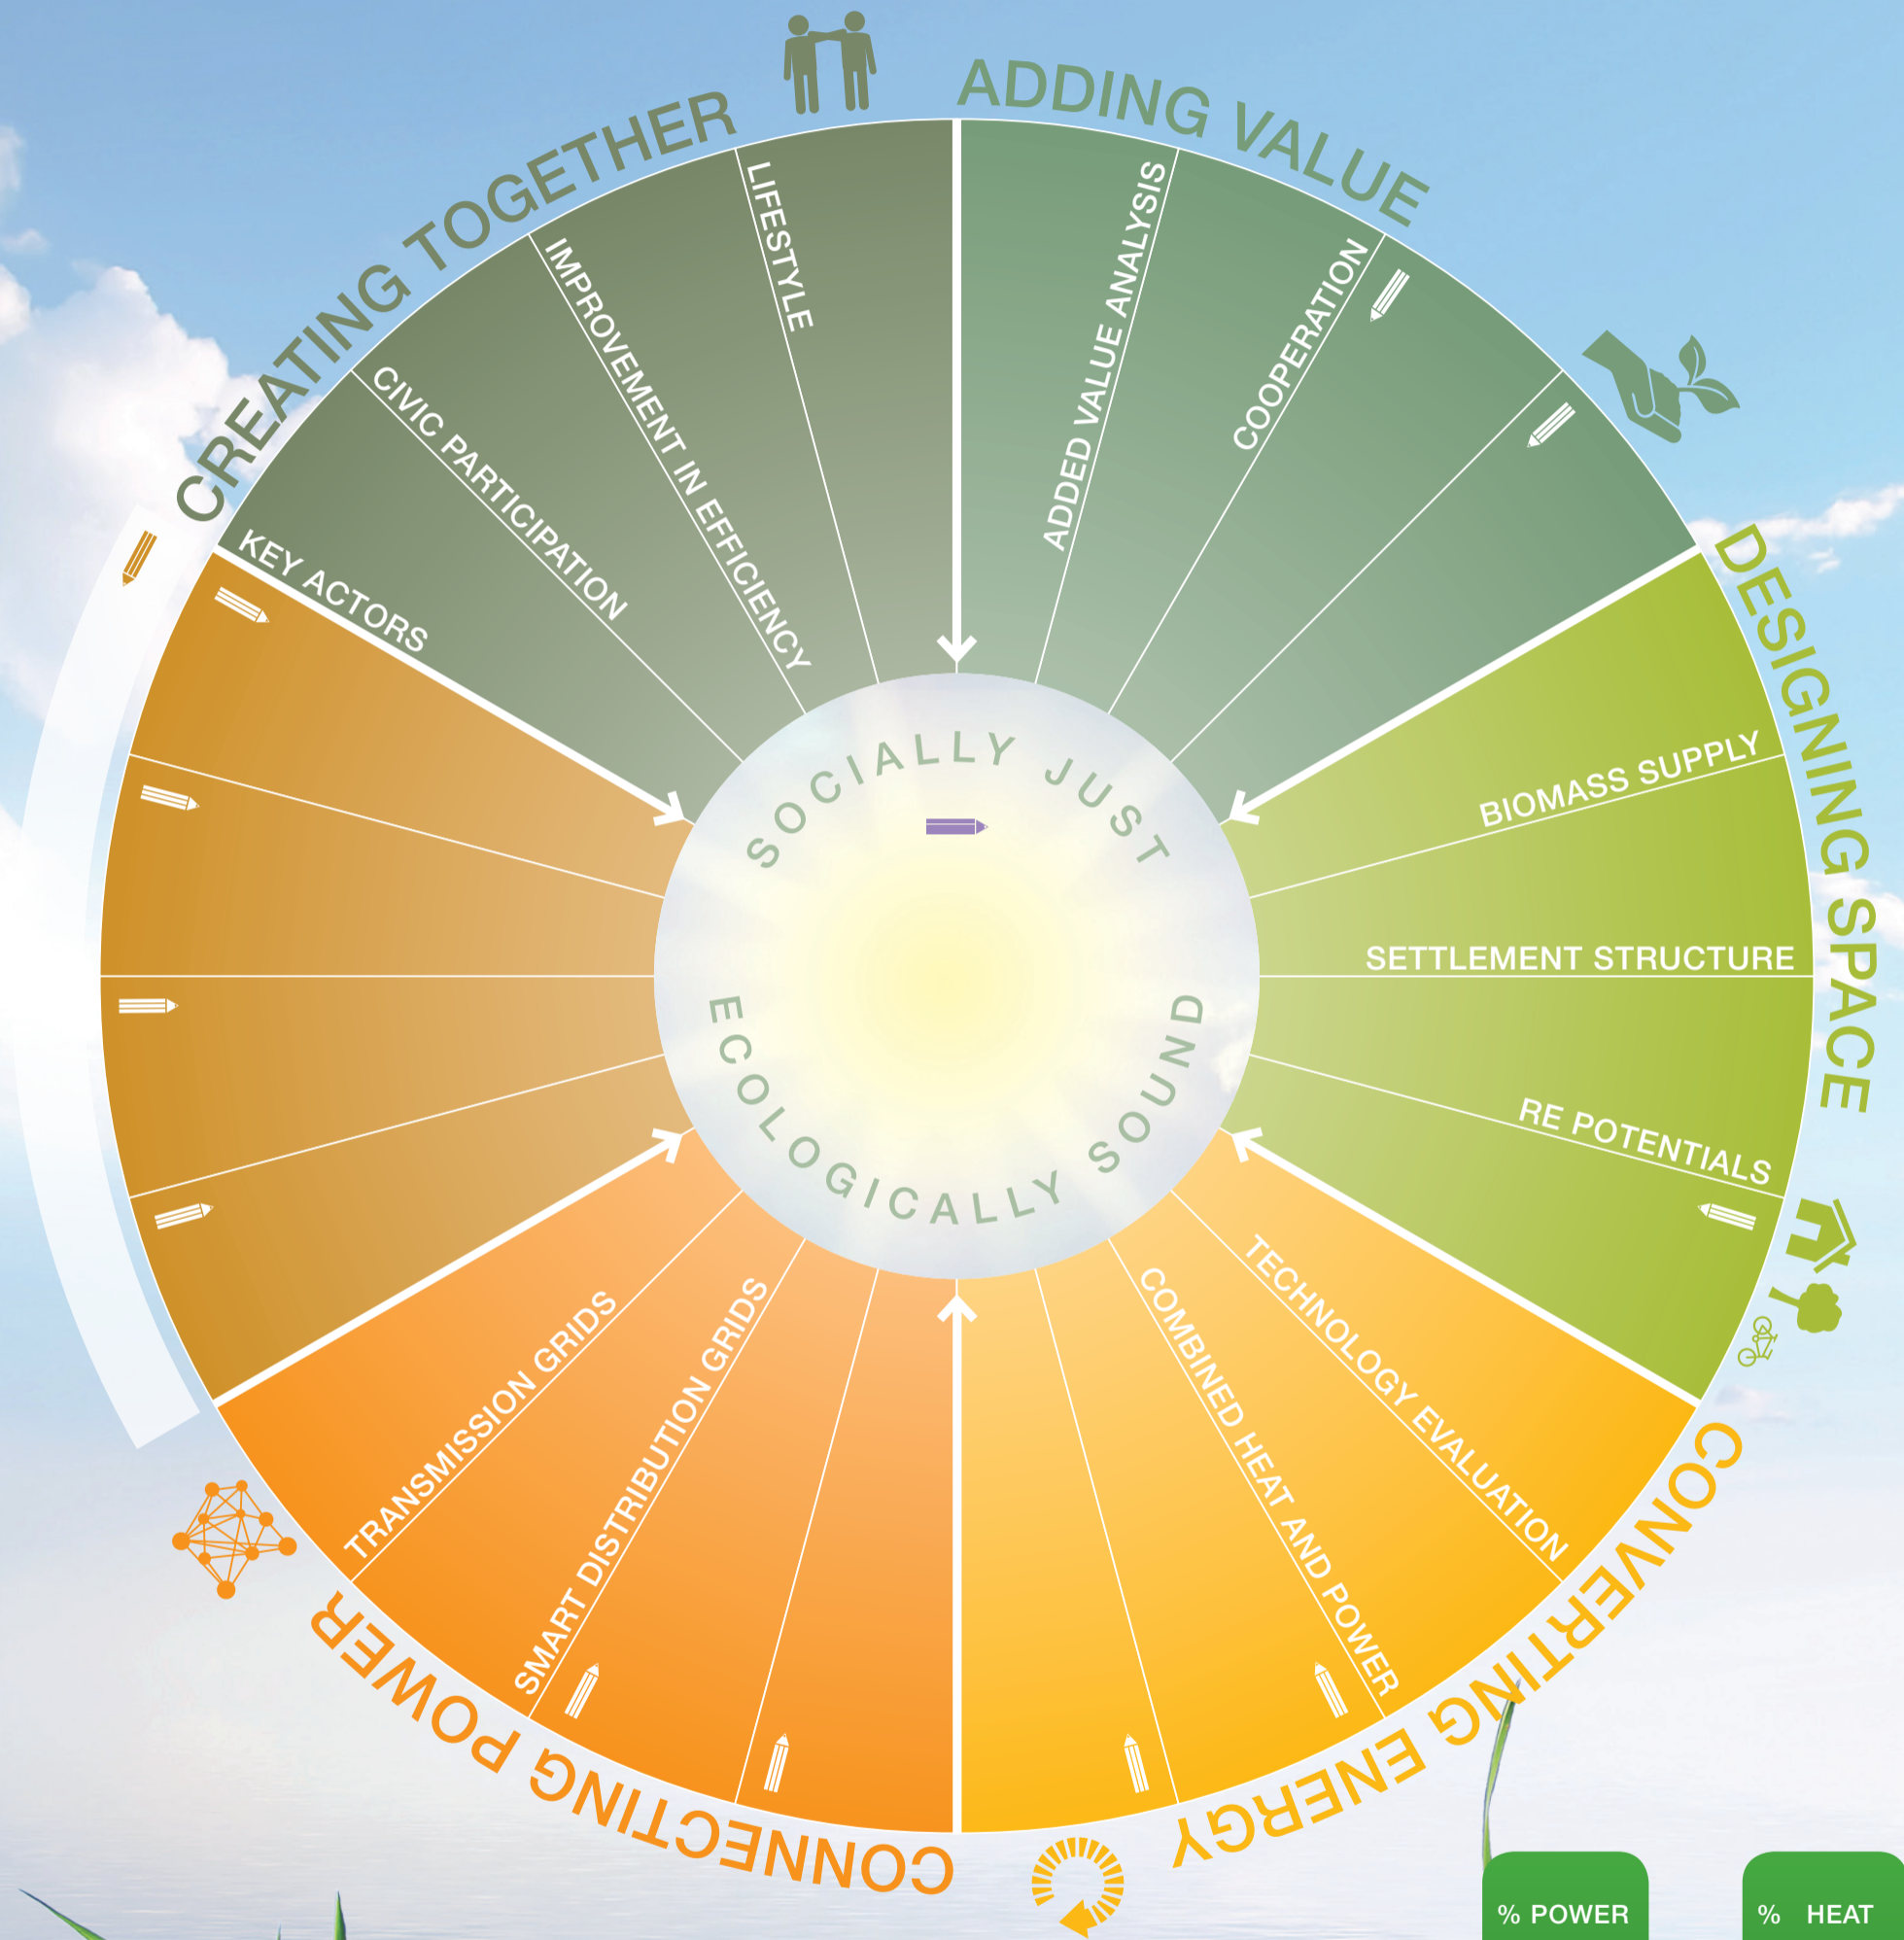 CREATING TOGETHER
KEY ACTORS
CIVIC PARTICIPATION
IMPROVEMENT IN EFFICIENCY
LIFESTYLE
ADDING VALUE
ADDED VALUE ANALYSIS
COOPERATION
DESIGNING SPACE
BIOMASS SUPPLY
SETTLEMENT STRUCTURE
RE POTENTIALS
CONVERTING ENERGY
TECHNOLOGY EVALUATION
COMBINED HEAT AND POWER
CONNECTING POWER
SMART DISTRIBUTION GRIDS
TRANSMISSION GRIDS
SOCIALLY JUST
ECOLOGICALLY SOUND
% POWER
% HEAT